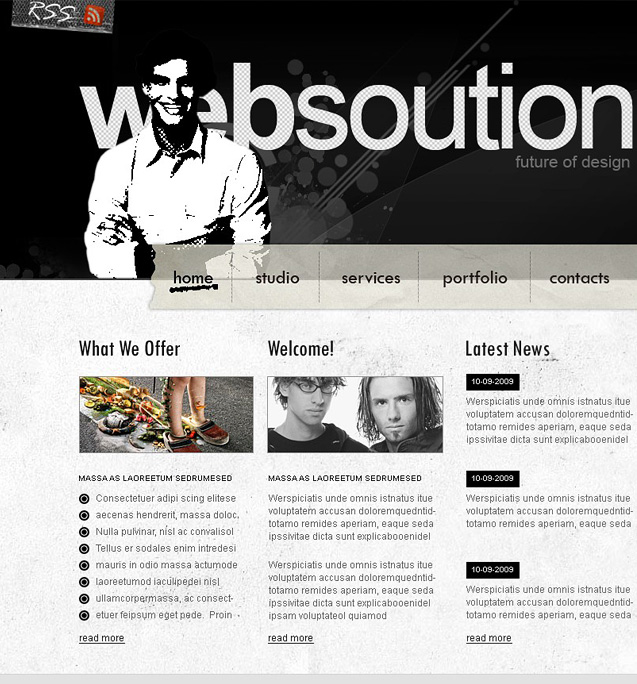 RSS
websoution
future of design
home studio services portfolio contacts
What We Offer
MASSA AS LAOREETUM SEDRUMESED
Consectetuer adipi scing elitese
aecenas hendrerit, massa doloc.
Nulla pulvinar, nisl ac convalisol
Tellus er sodales enim intredesi
mauris in odio massa actumode
laoreetumod iaculipedei nisl
ullamcorpermassa, ac consect-
etuer feipsum eget pede. Proin
read more
Welcome!
MASSA AS LAOREETUM SEDRUMESED
Werspiciatis unde omnis istnatus itue
voluptatem accusan doloremquedntid-
totamo remides aperiam, eaque seda
ipssvitae dicta sunt explicabooenidel
Werspiciatis unde omnis istnatus itue
voluptatem accusan doloremquedntid-
totamo remides aperiam, eaque seda
ipssvitae dicta sunt explicabooenidel
ipsam voluptateol quiamod
read more
Latest News
10-09-2009
Werspiciatis unde omnis istnatus itue
voluptatem accusan doloremquedntid-
totamo remides aperiam, eaque seda
ipssvitae dicta sunt explicabooenidel
10-09-2009
Werspiciatis unde omnis istnatus itue
voluptatem accusan doloremquedntid-
totamo remides aperiam, eaque seda
10-09-2009
Werspiciatis unde omnis istnatus itue
voluptatem accusan doloremquedntid-
totamo remides aperiam, eaque seda
read more